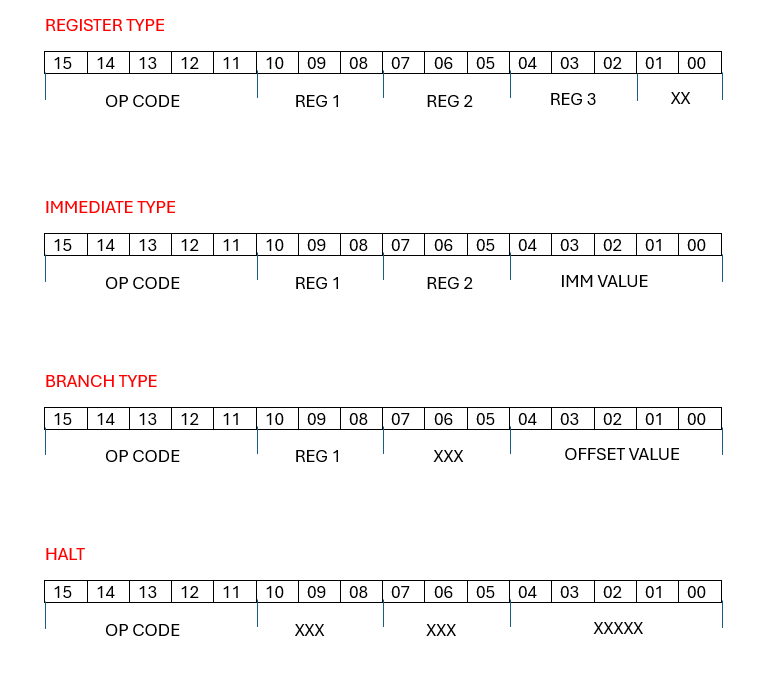 REGISTER TYPE
15 14 13 12 11 10 09 08 07 06 05 04 03 02 01 00
OP CODE REG 1 REG 2 REG 3 XX
IMMEDIATE TYPE
15 14 13 12 11 10 09 08 07 06 05 04 03 02 01 00
OP CODE REG 1 REG 2 IMM VALUE
BRANCH TYPE
15 14 13 12 11 10 09 08 07 06 05 04 03 02 01 00
OP CODE REG 1 XXX OFFSET VALUE
HALT
15 14 13 12 11 10 09 08 07 06 05 04 03 02 01 00
OP CODE XXX XXX XXXXX